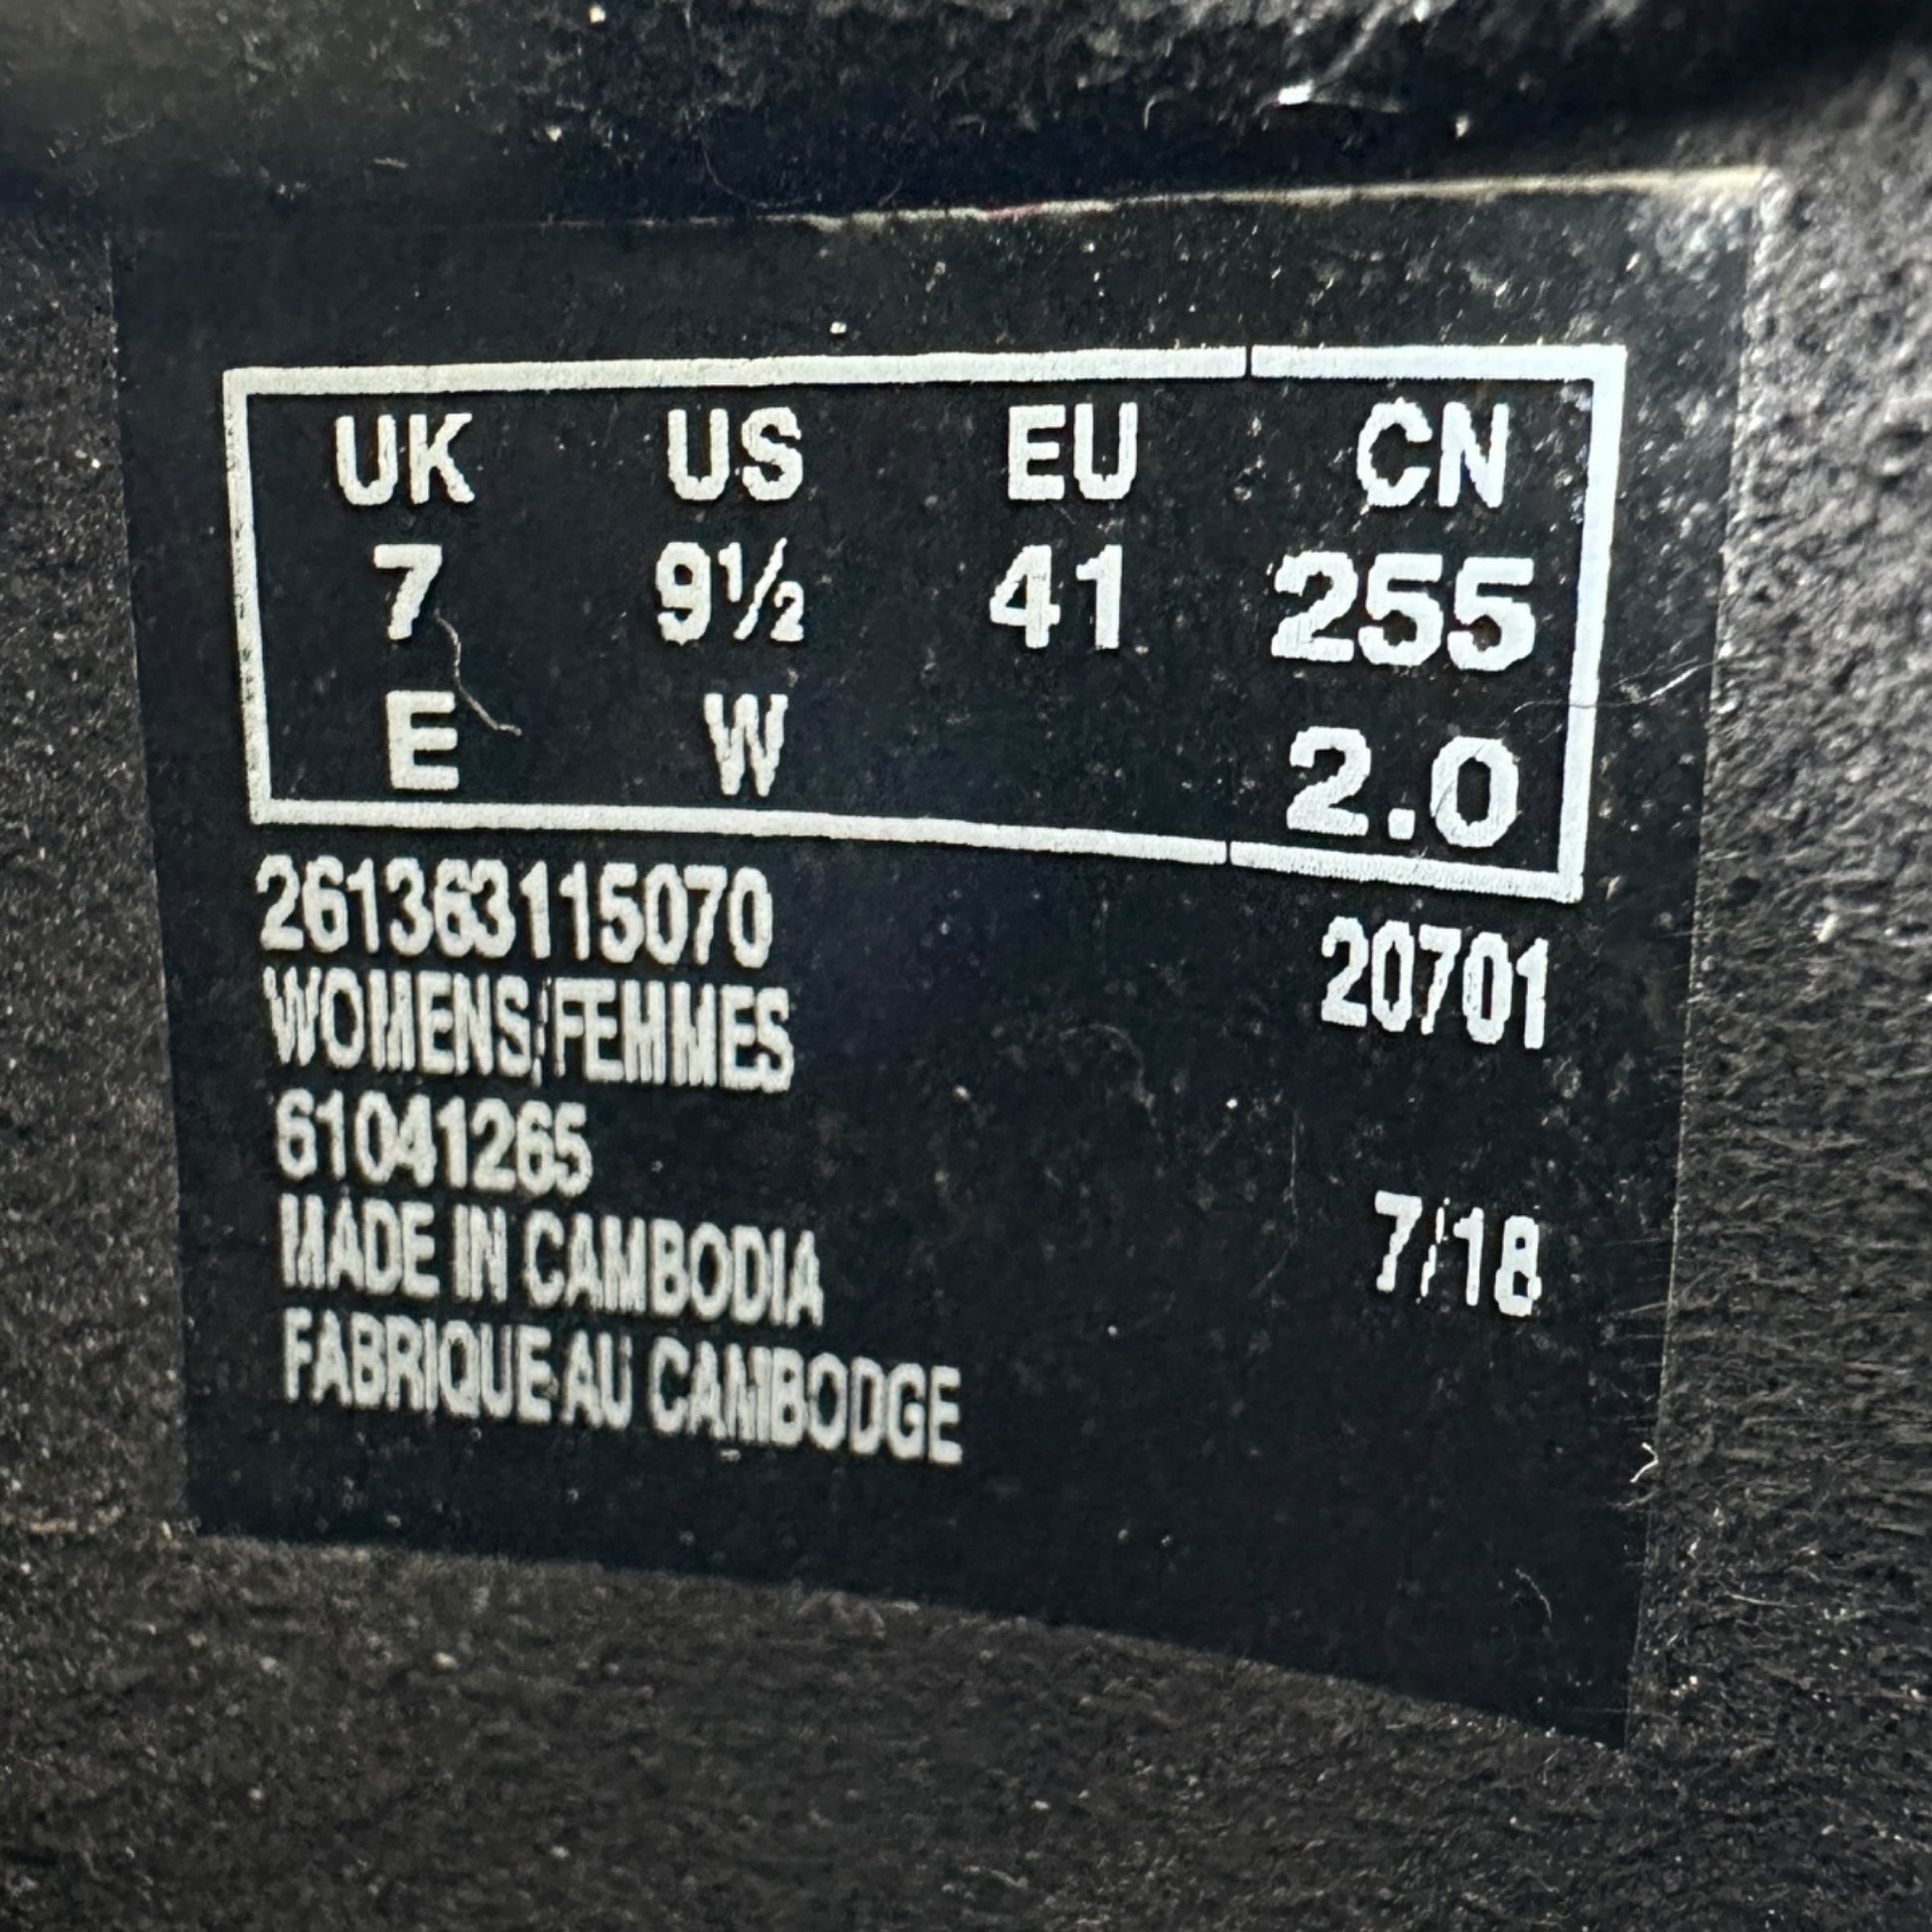 UK US EU CN
7 9½ 41 255
E W 2.0
261363115070 20701
WOMENS/FEMMES
61041265
MADE IN CAMBODIA 7/18
FABRIQUE AU CAMBODGE